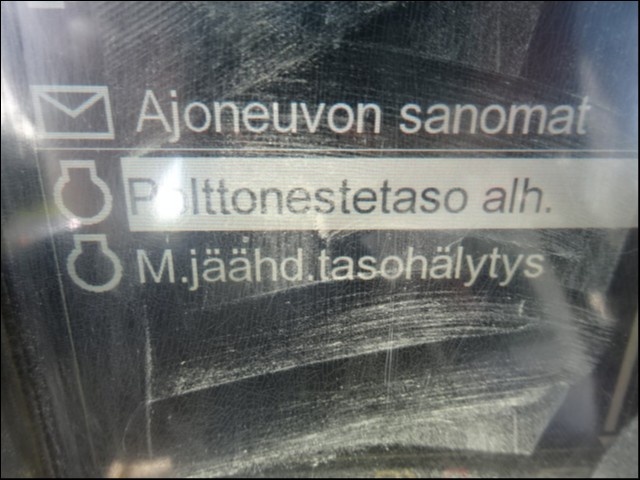 Ajoneuvon sanomat
Polttonestetaso alh.
M.jäähd.tasohälytys